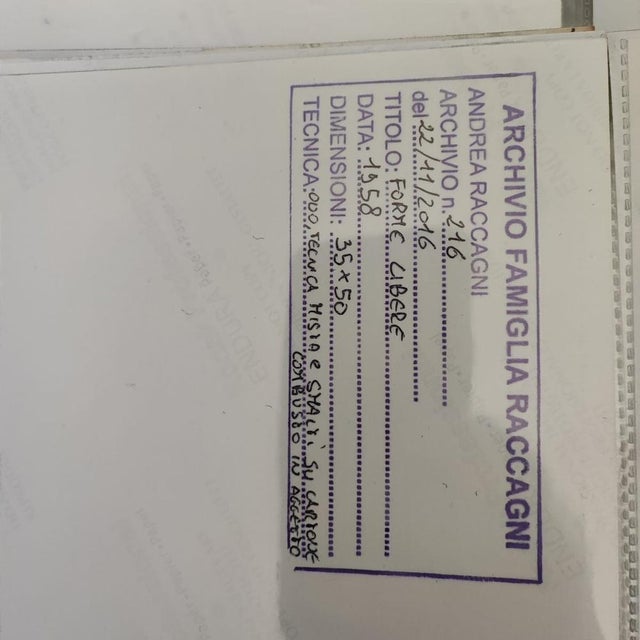 ARCHIVIO FAMIGLIA RACCAGNI
ANDREA RACCAGNI
ARCHIVIO n. 216
del 22/11/2016
TITOLO: FORME LIBERE
DATA: 1958
DIMENSIONI: 35x50
TECNICA: TECNICA MISTA e SMALTI SU CARTONE
COMBUSTO IN AGGETTO